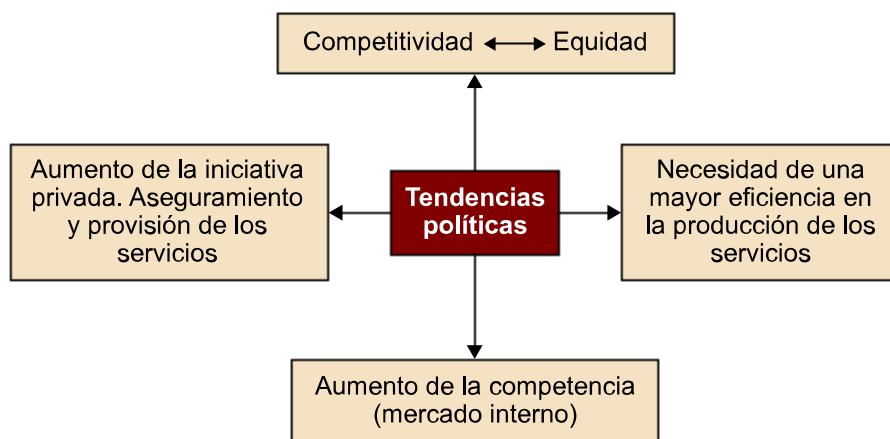 Competitividad Equidad
Aumento de la iniciativa
privada. Aseguramiento
y provisión de los
servicios
Tendencias
políticas
Necesidad de una
mayor eficiencia en
la producción de los
servicios
Aumento de la competencia
(mercado interno)